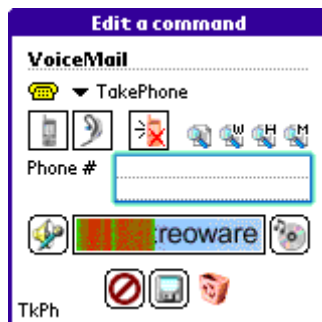 Edit a command
VoiceMail
TakePhone
W H M
Phone #
reoware
TkPh